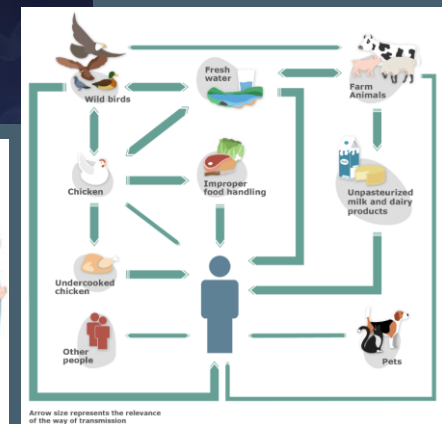 Wild birds
Fresh
water
Farm
Animals
Chicken
Improper
food handling
Unpasteurized
milk and dairy
products
Undercooked
chicken
Other
people
Pets
Arrow size represents the relevance
of the way of transmission